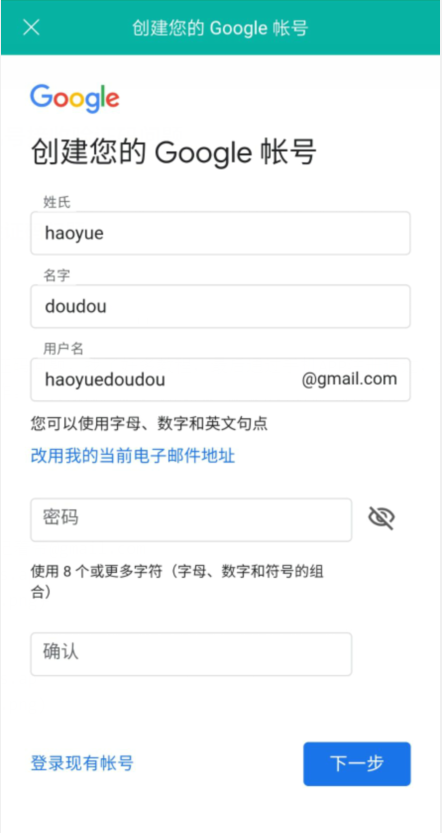 创建您的 Google 帐号
Google
创建您的 Google 帐号
姓氏
haoyue
名字
doudou
用户名
haoyuedoudou @gmail.com
您可以使用字母、数字和英文句点
改用我的当前电子邮件地址
密码
使用 8 个或更多字符（字母、数字和符号的组
合）
确认
登录现有帐号 下一步